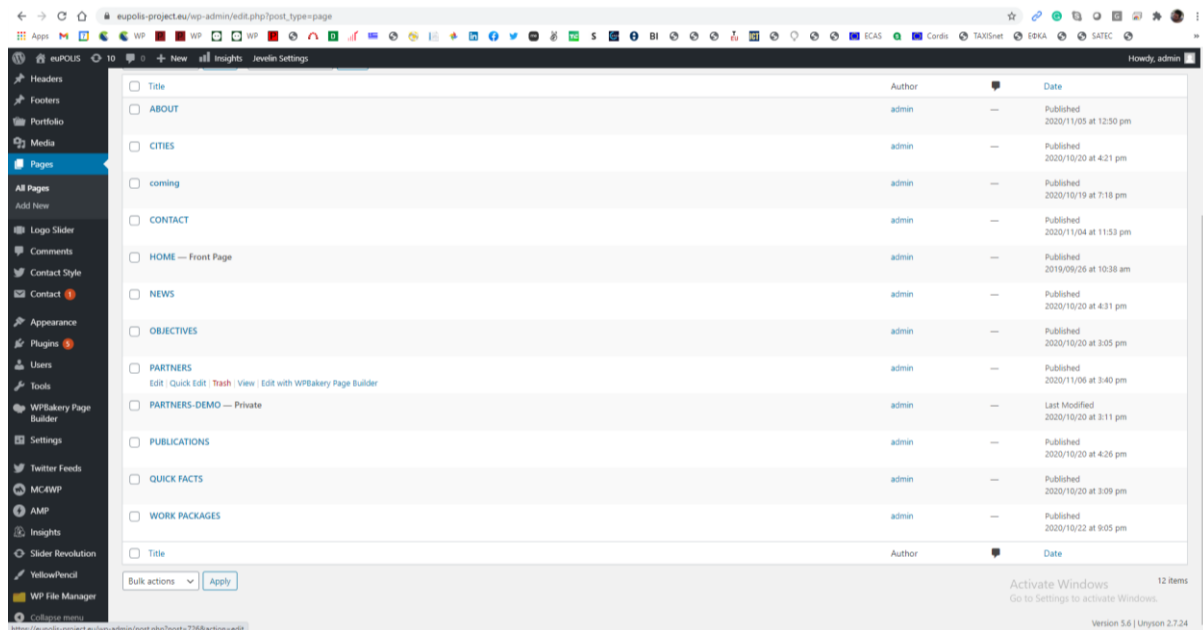 eupolis-project.eu/wp-admin/edit.php?post_type=page
Apps WP WP WP BI ECAS Cordis TAXISnet ΕΦΚΑ SATEC
euPOLIS 10 0 New Insights Jevelin Settings Howdy, admin
Headers
Footers
Portfolio
Media
Pages
All Pages
Add New
Logo Slider
Comments
Contact Style
Contact 1
Appearance
Plugins 5
Users
Tools
WPBakery Page
Builder
Settings
Twitter Feeds
MC4WP
AMP
Insights
Slider Revolution
YellowPencil
WP File Manager
Collapse menu
Title Author Date
ABOUT admin — Published
2020/11/05 at 12:50 pm
CITIES admin — Published
2020/10/20 at 4:21 pm
coming admin — Published
2020/10/19 at 7:18 pm
CONTACT admin — Published
2020/11/04 at 11:53 pm
HOME — Front Page admin — Published
2019/09/26 at 10:38 am
NEWS admin — Published
2020/10/20 at 4:31 pm
OBJECTIVES admin — Published
2020/10/20 at 3:05 pm
PARTNERS admin — Published
Edit | Quick Edit | Trash | View | Edit with WPBakery Page Builder 2020/11/06 at 3:40 pm
PARTNERS-DEMO — Private admin — Last Modified
2020/10/20 at 3:11 pm
PUBLICATIONS admin — Published
2020/10/20 at 4:26 pm
QUICK FACTS admin — Published
2020/10/20 at 3:09 pm
WORK PACKAGES admin — Published
2020/10/22 at 9:05 pm
Title Author Date
Bulk actions Apply 12 items
Activate Windows
Go to Settings to activate Windows.
Version 5.6 | Unyson 2.7.24